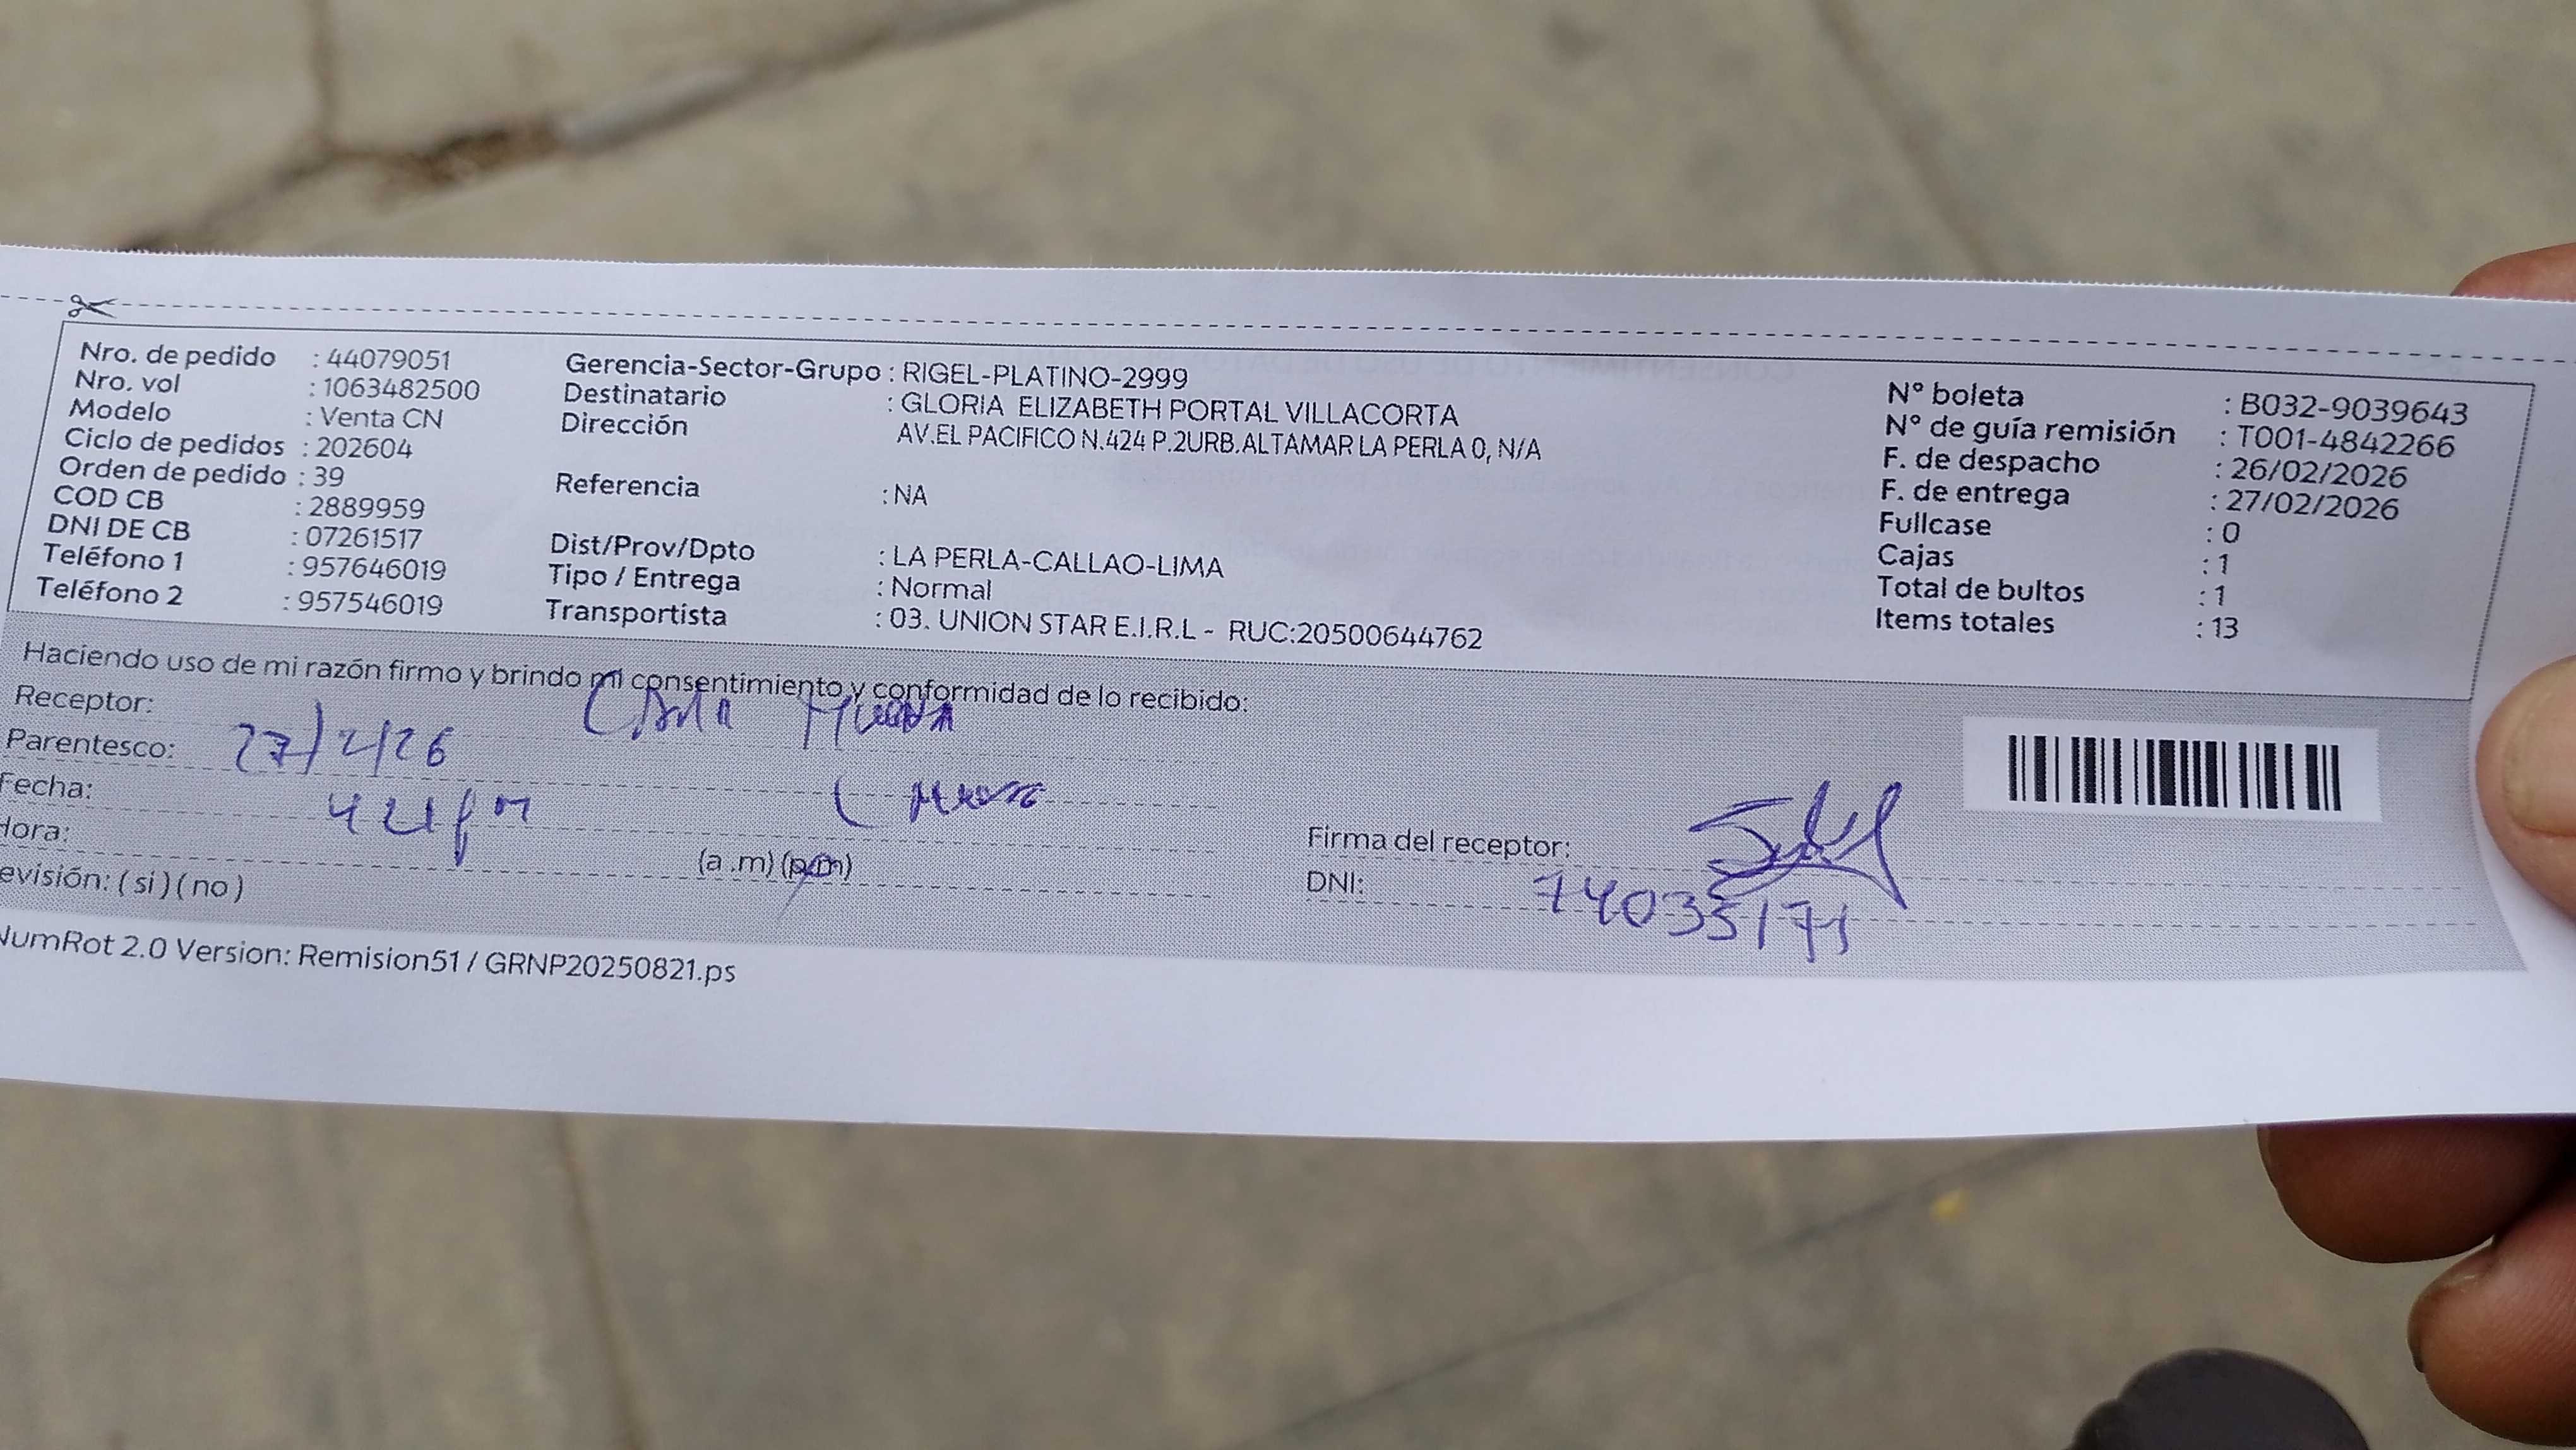 Nro. de pedido : 44079051
Nro. vol : 1063482500
Modelo : Venta CN
Ciclo de pedidos : 202604
Orden de pedido : 39
COD CB : 2889959
DNI DE CB : 07261517
Teléfono 1 : 957646019
Teléfono 2 : 957546019
Gerencia-Sector-Grupo : RIGEL-PLATINO-2999
Destinatario : GLORIA ELIZABETH PORTAL VILLACORTA
Dirección AV.EL PACIFICO N.424 P.2URB.ALTAMAR LA PERLA 0, N/A
Referencia : NA
Dist/Prov/Dpto : LA PERLA-CALLAO-LIMA
Tipo / Entrega : Normal
Transportista : 03. UNION STAR E.I.R.L - RUC:20500644762
N° boleta : B032-9039643
N° de guía remisión : T001-4842266
F. de despacho : 26/02/2026
F. de entrega : 27/02/2026
Fullcase : 0
Cajas : 1
Total de bultos : 1
Items totales : 13
Haciendo uso de mi razón firmo y brindo mi consentimiento y conformidad de lo recibido:
Receptor:
Parentesco: 27/2/26
Fecha:
Hora:
(a .m) (p.m)
evisión: ( si ) ( no )
Firma del receptor:
DNI: 74035171
NumRot 2.0 Version: Remision51 / GRNP20250821.ps